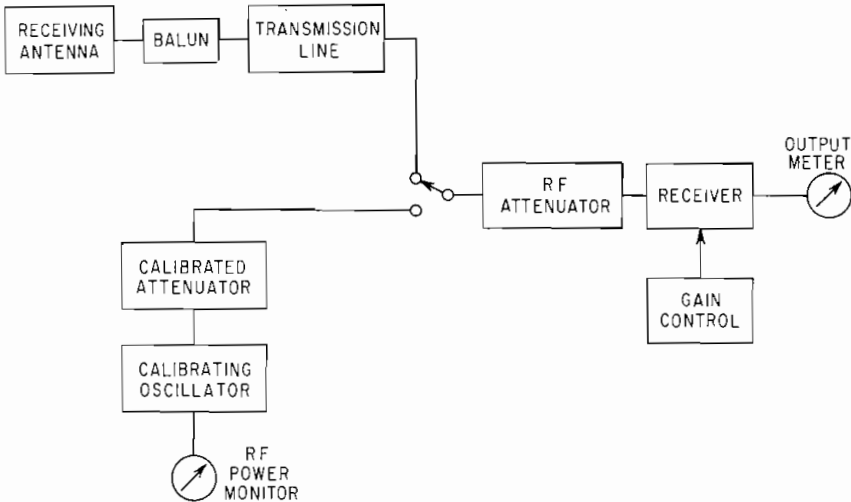 RECEIVING
ANTENNA
BALUN
TRANSMISSION
LINE
OUTPUT
METER
RF
ATTENUATOR
RECEIVER
CALIBRATED
ATTENUATOR
GAIN
CONTROL
CALIBRATING
OSCILLATOR
RF
POWER
MONITOR